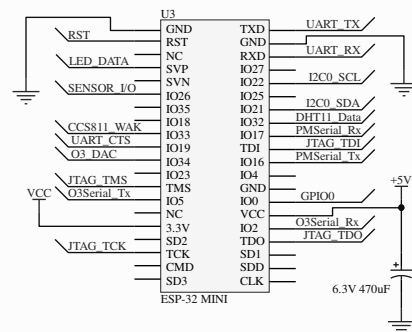 U3
GND TXD UART_TX
RST RST GND
NC RXD UART_RX
LED_DATA SVP IO27
SVN IO22 I2C0_SCL
SENSOR_I/O IO26 IO25
IO35 IO21 I2C0_SDA
IO18 IO32 DHT11_Data
CCS811_WAK IO33 IO17 PMSerial_Rx
UART_CTS IO19 TDI JTAG_TDI
O3_DAC IO34 IO16 PMSerial_Tx
IO23 IO4
JTAG_TMS TMS GND
VCC O3Serial_Tx IO5 IO0 GPIO0 +5V
NC VCC
3.3V IO2 O3Serial_Rx
SD2 TDO JTAG_TDO
JTAG_TCK TCK SD1
CMD SDD
SD3 CLK
+
6.3V 470uF
ESP-32 MINI